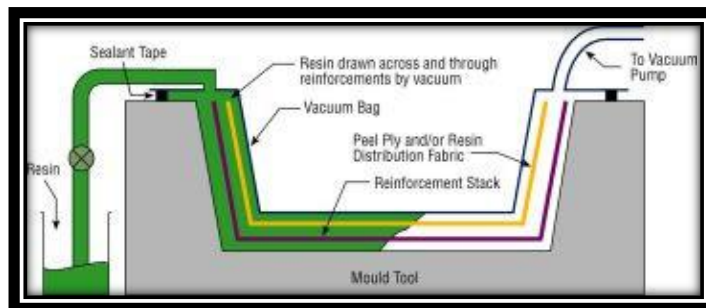 Sealant Tape
Resin drawn across and through
reinforcements by vacuum
To Vacuum
Pump
Vacuum Bag
Peel Ply and/or Resin
Distribution Fabric
Resin
Reinforcement Stack
Mould Tool